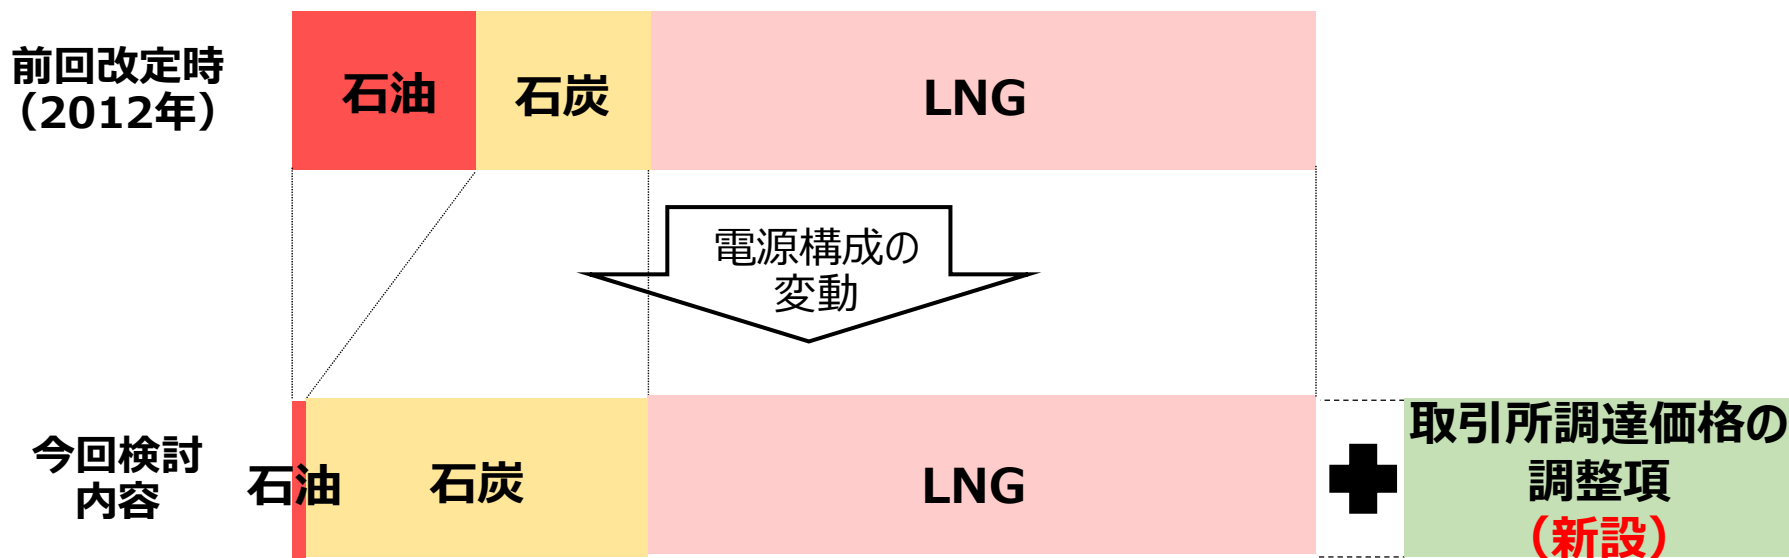 前回改定時
（2012年）
石油
石炭
LNG
電源構成の
変動
今回検討
内容
石油
石炭
LNG
取引所調達価格の
調整項
（新設）